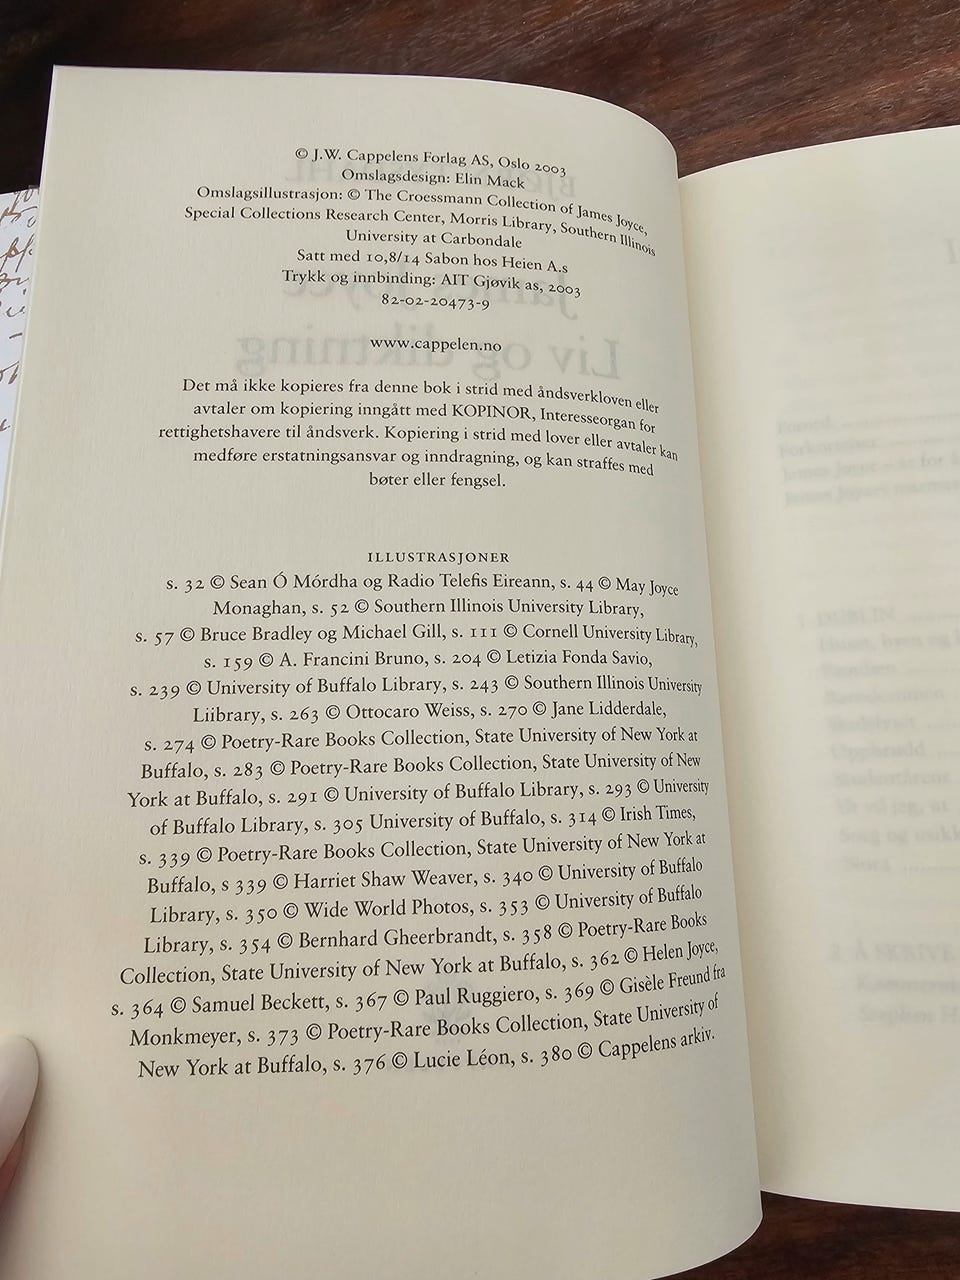 © J.W. Cappelens Forlag AS, Oslo 2003
Omslagsdesign: Elin Mack
Omslagsillustrasjon: © The Croessmann Collection of James Joyce,
Special Collections Research Center, Morris Library, Southern Illinois
University at Carbondale
Satt med 10,8/14 Sabon hos Heien A.s
Trykk og innbinding: AIT Gjøvik as, 2003
82-02-20473-9
www.cappelen.no
Det må ikke kopieres fra denne bok i strid med åndsverkloven eller
avtaler om kopiering inngått med KOPINOR, Interesseorgan for
rettighetshavere til åndsverk. Kopiering i strid med lover eller avtaler kan
medføre erstatningsansvar og inndragning, og kan straffes med
bøter eller fengsel.
ILLUSTRASJONER
s. 32 © Sean Ó Mórdha og Radio Telefis Eireann, s. 44 © May Joyce
Monaghan, s. 52 © Southern Illinois University Library,
s. 57 © Bruce Bradley og Michael Gill, s. 111 © Cornell University Library,
s. 159 © A. Francini Bruno, s. 204 © Letizia Fonda Savio,
s. 239 © University of Buffalo Library, s. 243 © Southern Illinois University
Liibrary, s. 263 © Ottocaro Weiss, s. 270 © Jane Lidderdale,
s. 274 © Poetry-Rare Books Collection, State University of New York at
Buffalo, s. 283 © Poetry-Rare Books Collection, State University of New
York at Buffalo, s. 291 © University of Buffalo Library, s. 293 © University
of Buffalo Library, s. 305 University of Buffalo, s. 314 © Irish Times,
s. 339 © Poetry-Rare Books Collection, State University of New York at
Buffalo, s 339 © Harriet Shaw Weaver, s. 340 © University of Buffalo
Library, s. 350 © Wide World Photos, s. 353 © University of Buffalo
Library, s. 354 © Bernhard Gheerbrandt, s. 358 © Poetry-Rare Books
Collection, State University of New York at Buffalo, s. 362 © Helen Joyce,
s. 364 © Samuel Beckett, s. 367 © Paul Ruggiero, s. 369 © Gisèle Freund fra
Monkmeyer, s. 373 © Poetry-Rare Books Collection, State University of
New York at Buffalo, s. 376 © Lucie Léon, s. 380 © Cappelens arkiv.
Liv og diktning
1 DUBLIN